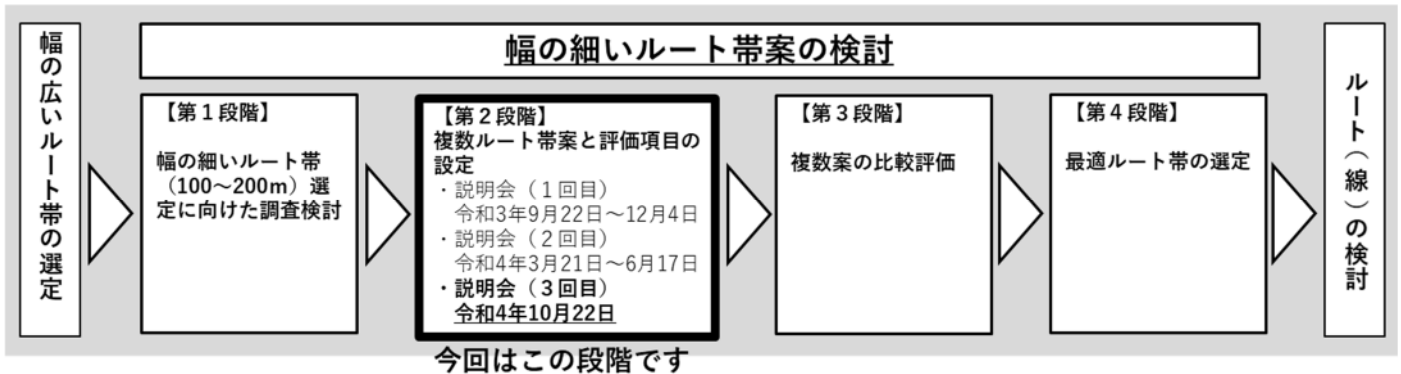 幅の広いルート帯の選定
幅の細いルート帯案の検討
【第１段階】
幅の細いルート帯
（100～200m）選
定に向けた調査検討
【第２段階】
複数ルート帯案と評価項目の
設定
・説明会（１回目）
令和3年9月22日～12月4日
・説明会（２回目）
令和4年3月21日～6月17日
・説明会（３回目）
令和4年10月22日
【第３段階】
複数案の比較評価
【第４段階】
最適ルート帯の選定
ルート（線）の検討
今回はこの段階です